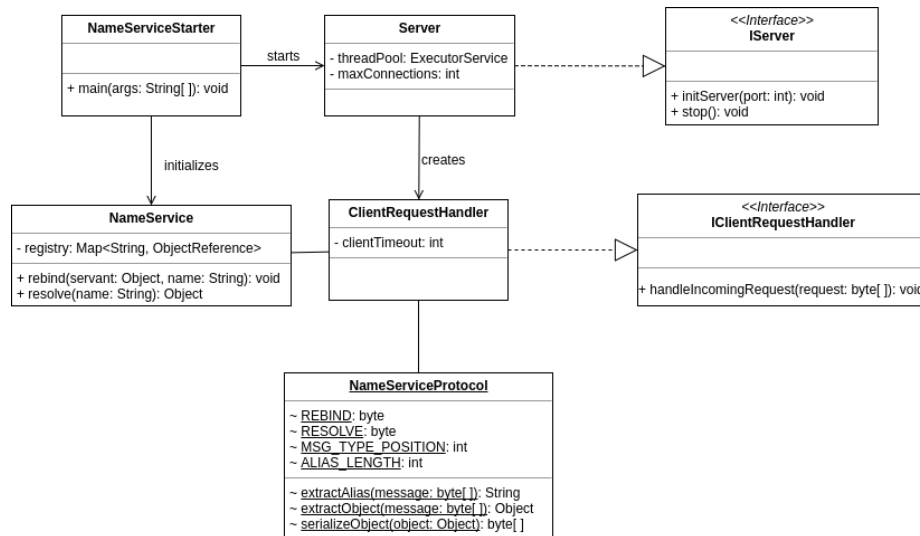 NameServiceStarter
+ main(args: String[ ]): void
starts
Server
- threadPool: ExecutorService
- maxConnections: int
<<Interface>>
IServer
+ initServer(port: int): void
+ stop(): void
initializes
creates
NameService
- registry: Map<String, ObjectReference>
+ rebind(servant: Object, name: String): void
+ resolve(name: String): Object
ClientRequestHandler
- clientTimeout: int
<<Interface>>
IClientRequestHandler
+ handleIncomingRequest(request: byte[ ]): void
NameServiceProtocol
~ REBIND: byte
~ RESOLVE: byte
~ MSG_TYPE_POSITION: int
~ ALIAS_LENGTH: int
~ extractAlias(message: byte[ ]): String
~ extractObject(message: byte[ ]): Object
~ serializeObject(object: Object): byte[ ]